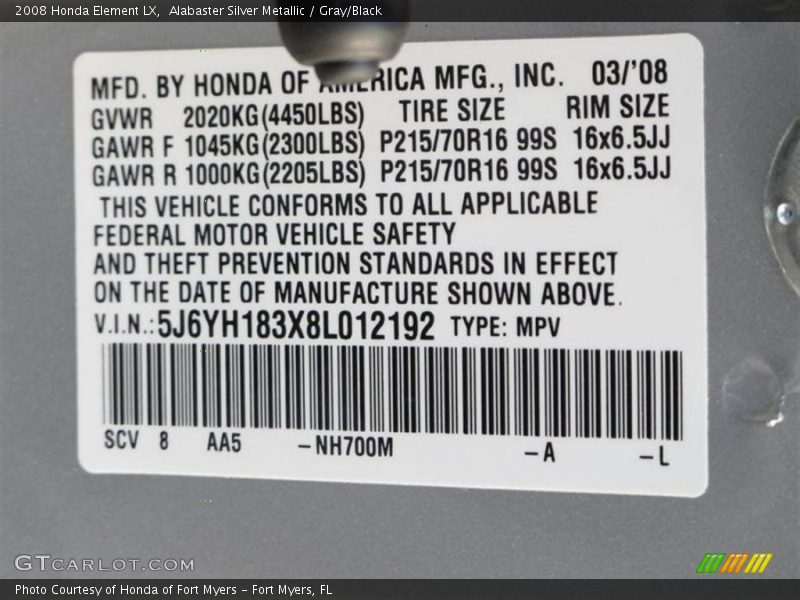 2008 Honda Element LX,  Alabaster Silver Metallic / Gray/Black
MFD. BY HONDA OF AMERICA MFG., INC. 03/'08
GVWR 2020KG(4450LBS) TIRE SIZE RIM SIZE
GAWR F 1045KG(2300LBS) P215/70R16 99S 16x6.5JJ
GAWR R 1000KG(2205LBS) P215/70R16 99S 16x6.5JJ
THIS VEHICLE CONFORMS TO ALL APPLICABLE
FEDERAL MOTOR VEHICLE SAFETY
AND THEFT PREVENTION STANDARDS IN EFFECT
ON THE DATE OF MANUFACTURE SHOWN ABOVE.
V.I.N.:5J6YH183X8L012192 TYPE: MPV
SCV 8 AA5 -NH700M -A -L
GTCARLOT.COM
Photo Courtesy of Honda of Fort Myers - Fort Myers, FL